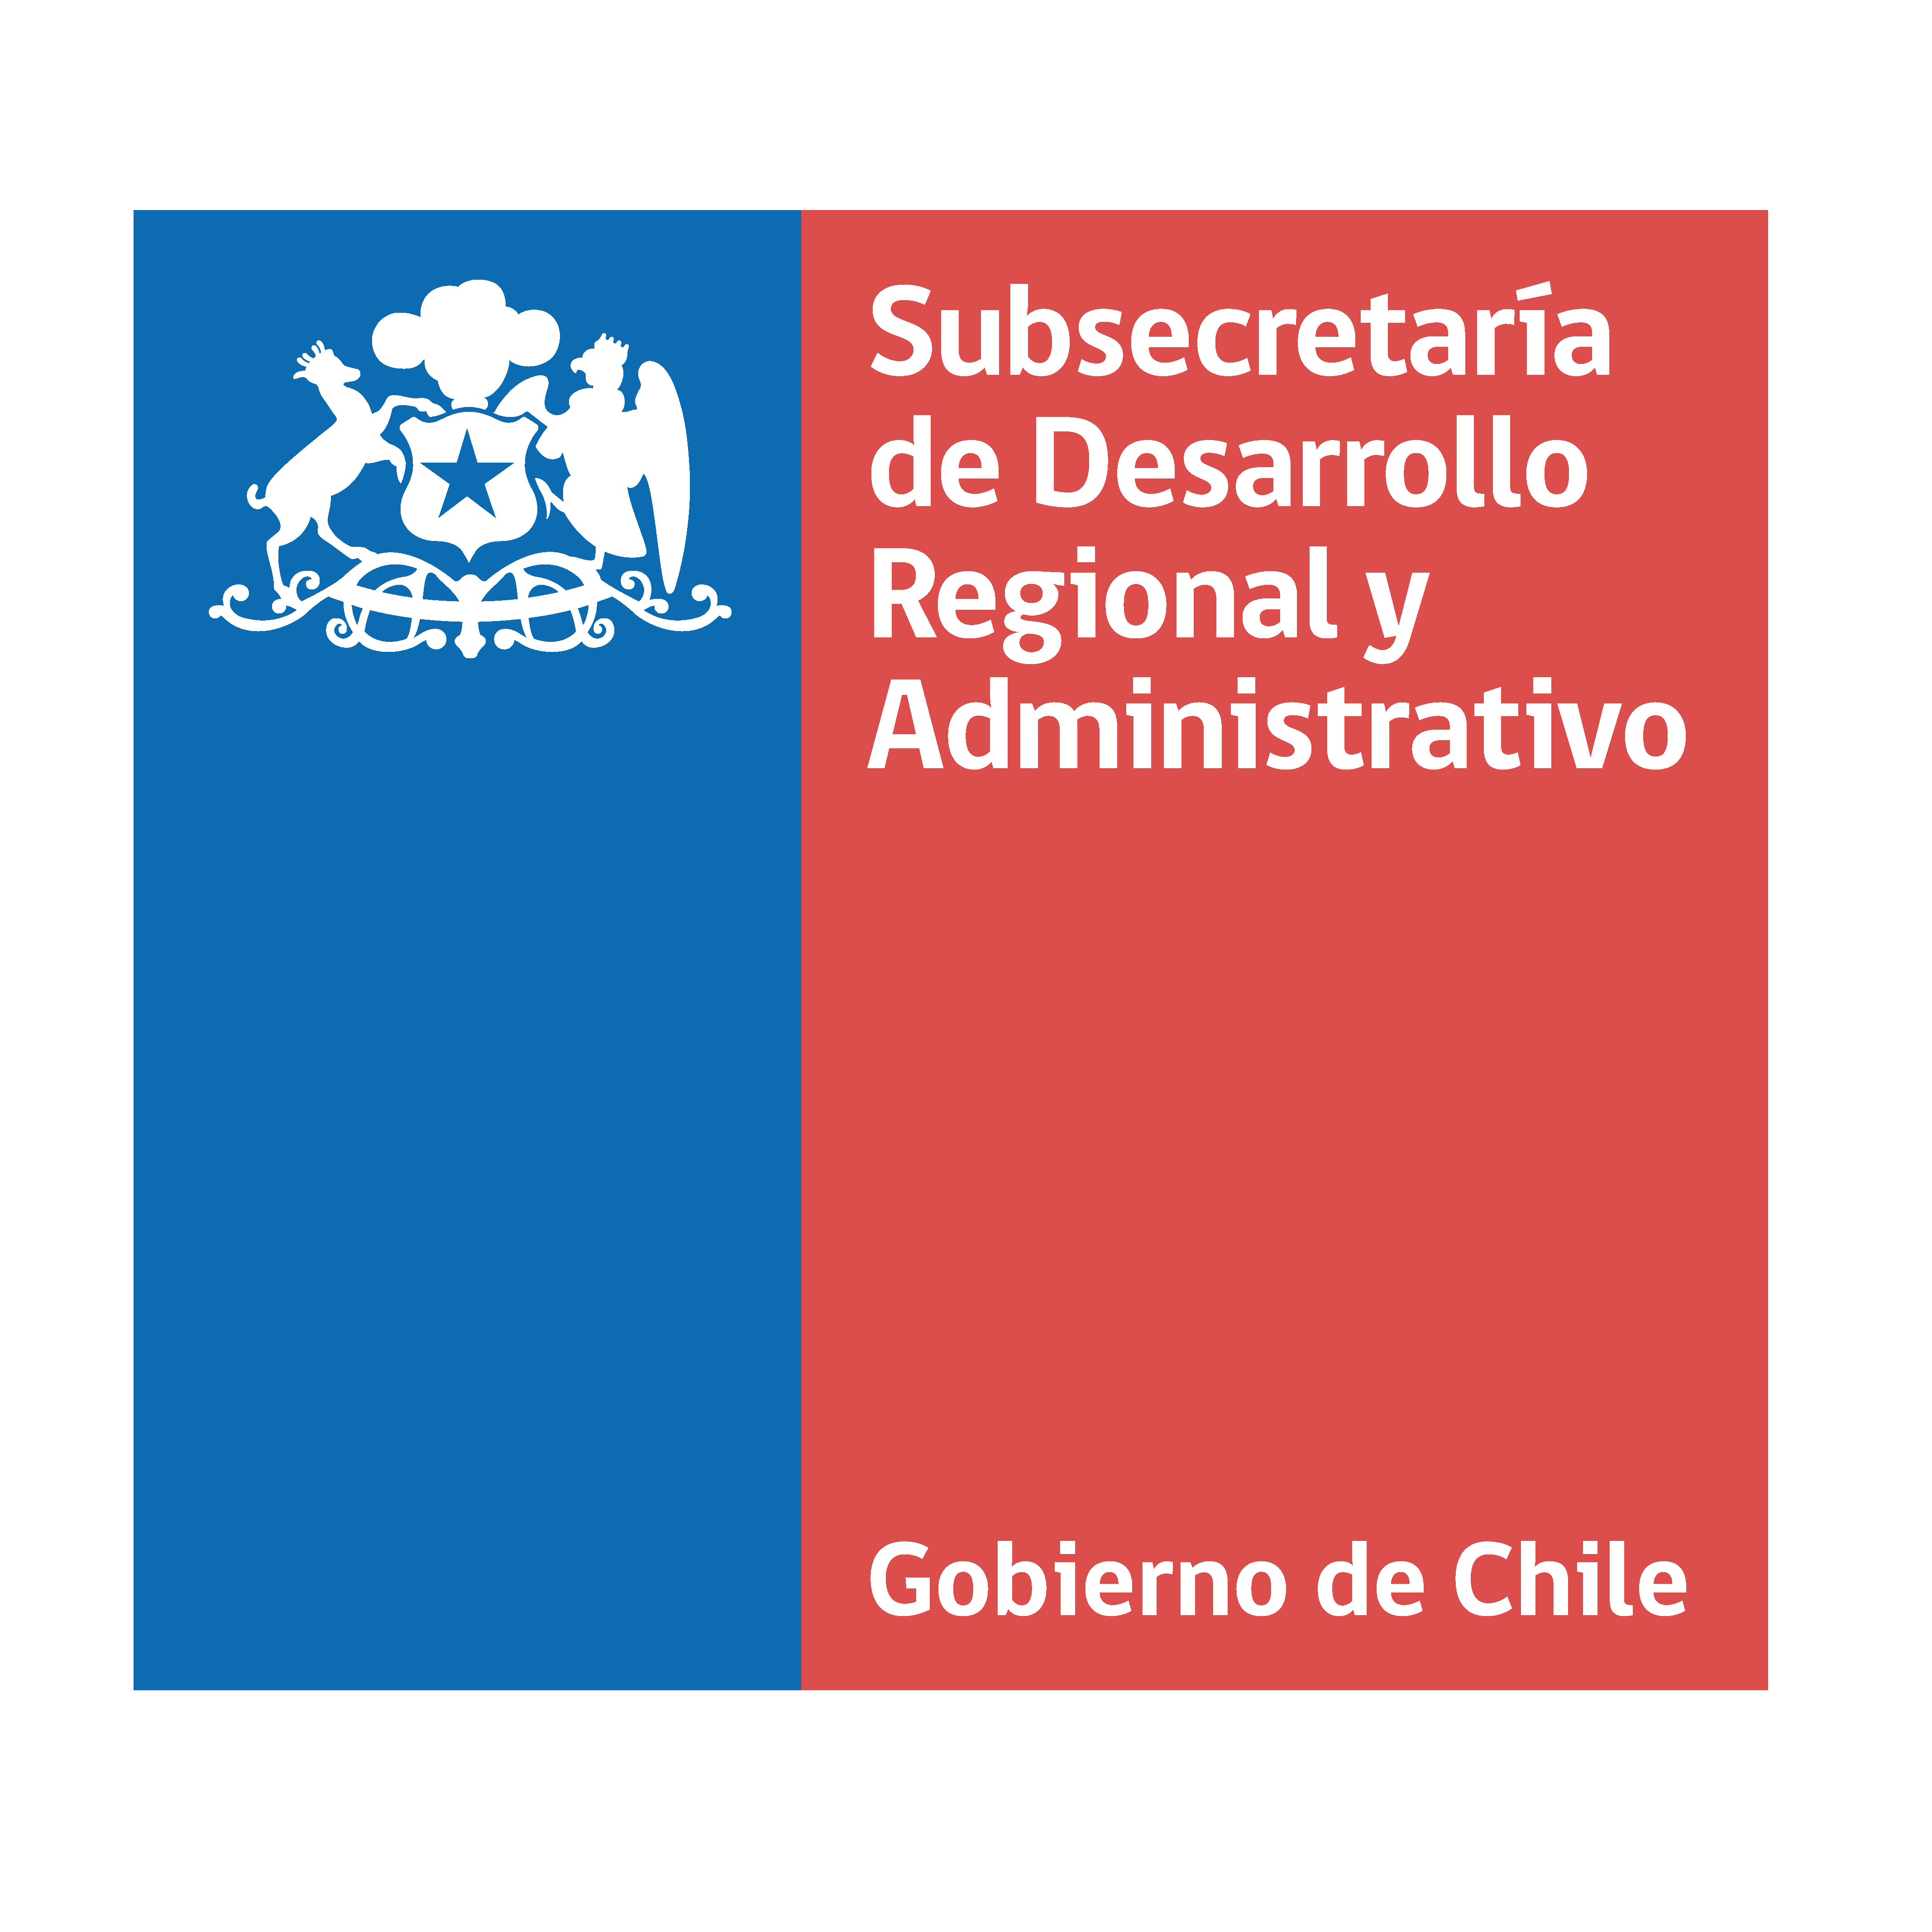 Subsecretaría
de Desarrollo
Regional y
Administrativo
Gobierno de Chile